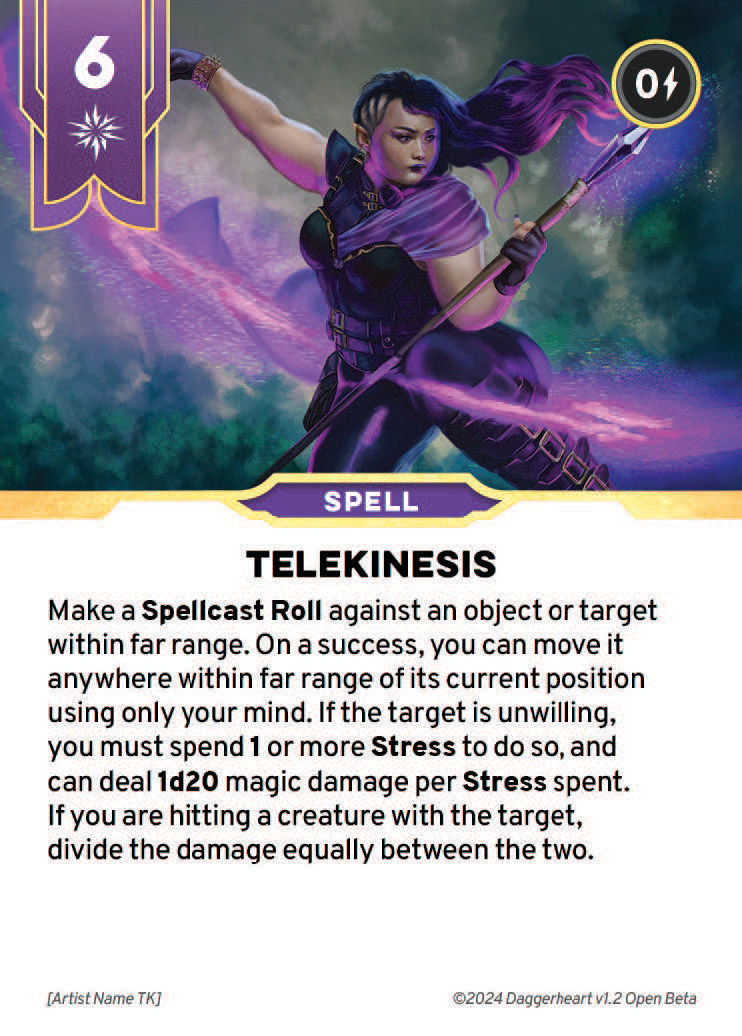 6
0
SPELL
TELEKINESIS
Make a Spellcast Roll against an object or target
within far range. On a success, you can move it
anywhere within far range of its current position
using only your mind. If the target is unwilling,
you must spend 1 or more Stress to do so, and
can deal 1d20 magic damage per Stress spent.
If you are hitting a creature with the target,
divide the damage equally between the two.
[Artist Name TK]
©2024 Daggerheart v1.2 Open Beta